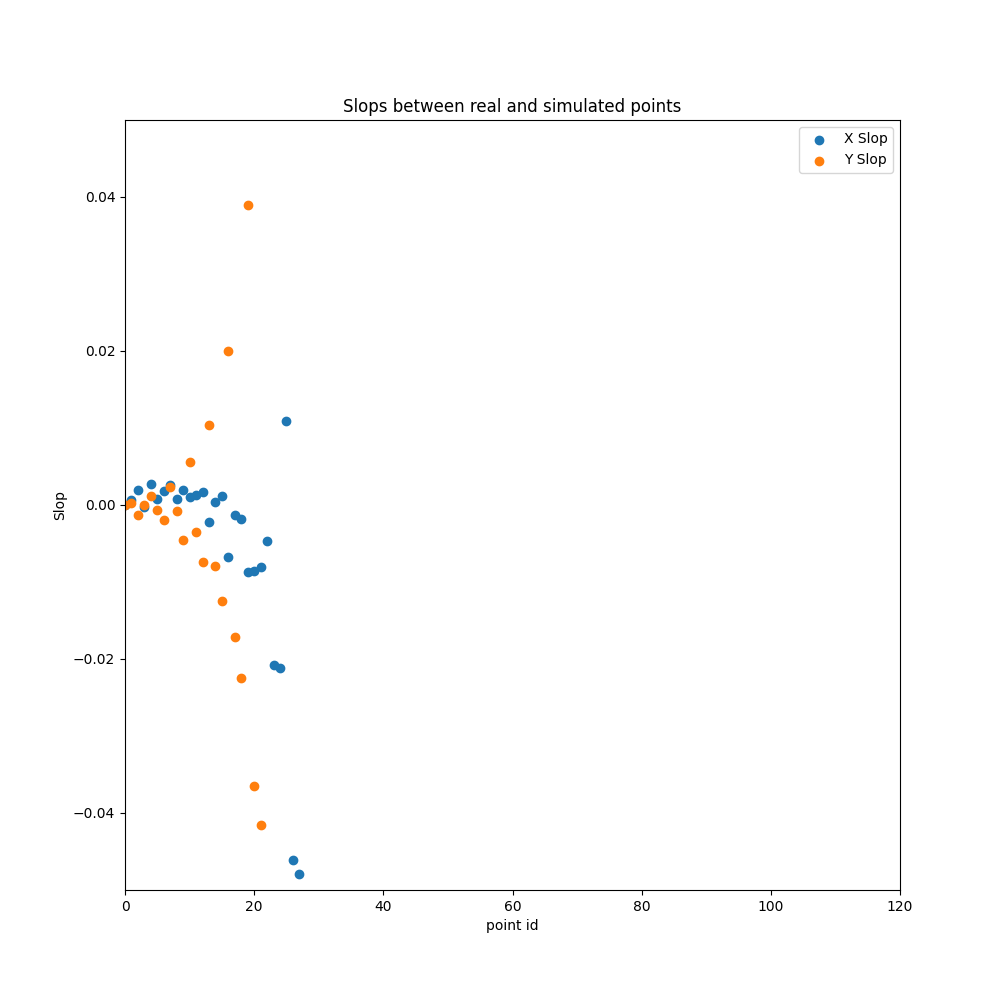 Slops between real and simulated points
X Slop
Y Slop
0.04
0.02
0.00
−0.02
−0.04
Slop
0 20 40 60 80 100 120
point id